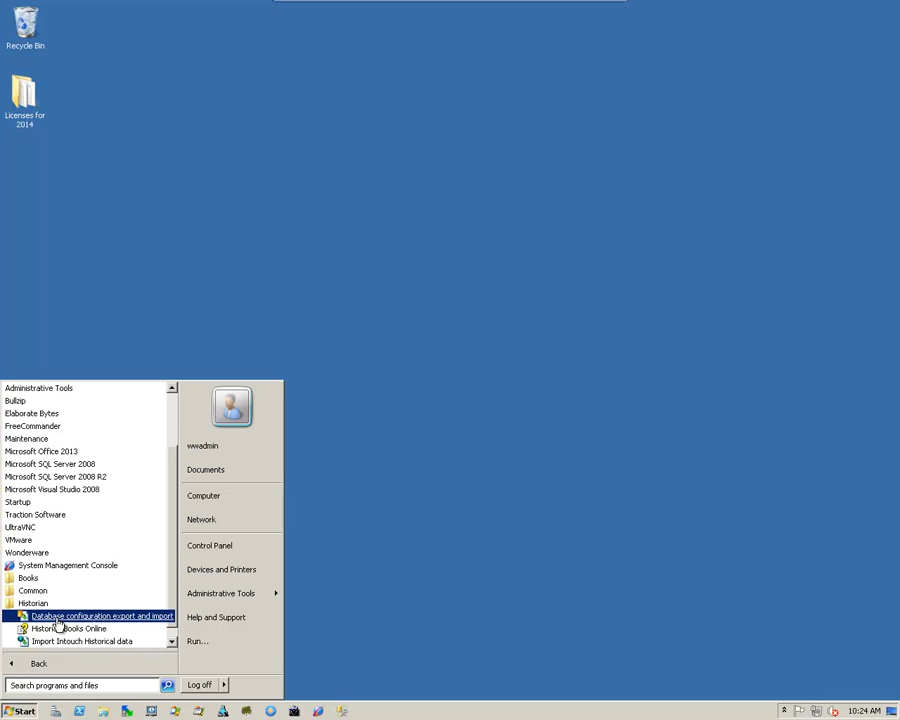 Recycle Bin
Licenses for
2014
Administrative Tools
Bullzip
Elaborate Bytes
FreeCommander
Maintenance
Microsoft Office 2013
Microsoft SQL Server 2008
Microsoft SQL Server 2008 R2
Microsoft Visual Studio 2008
Startup
Traction Software
UltraVNC
VMware
Wonderware
System Management Console
Books
Common
Historian
Database configuration export and import
Books Online
Import Intouch Historical data
Back
Search programs and files
wwadmin
Documents
Computer
Network
Control Panel
Devices and Printers
Administrative Tools
Help and Support
Run...
Log off
Start
10:24 AM